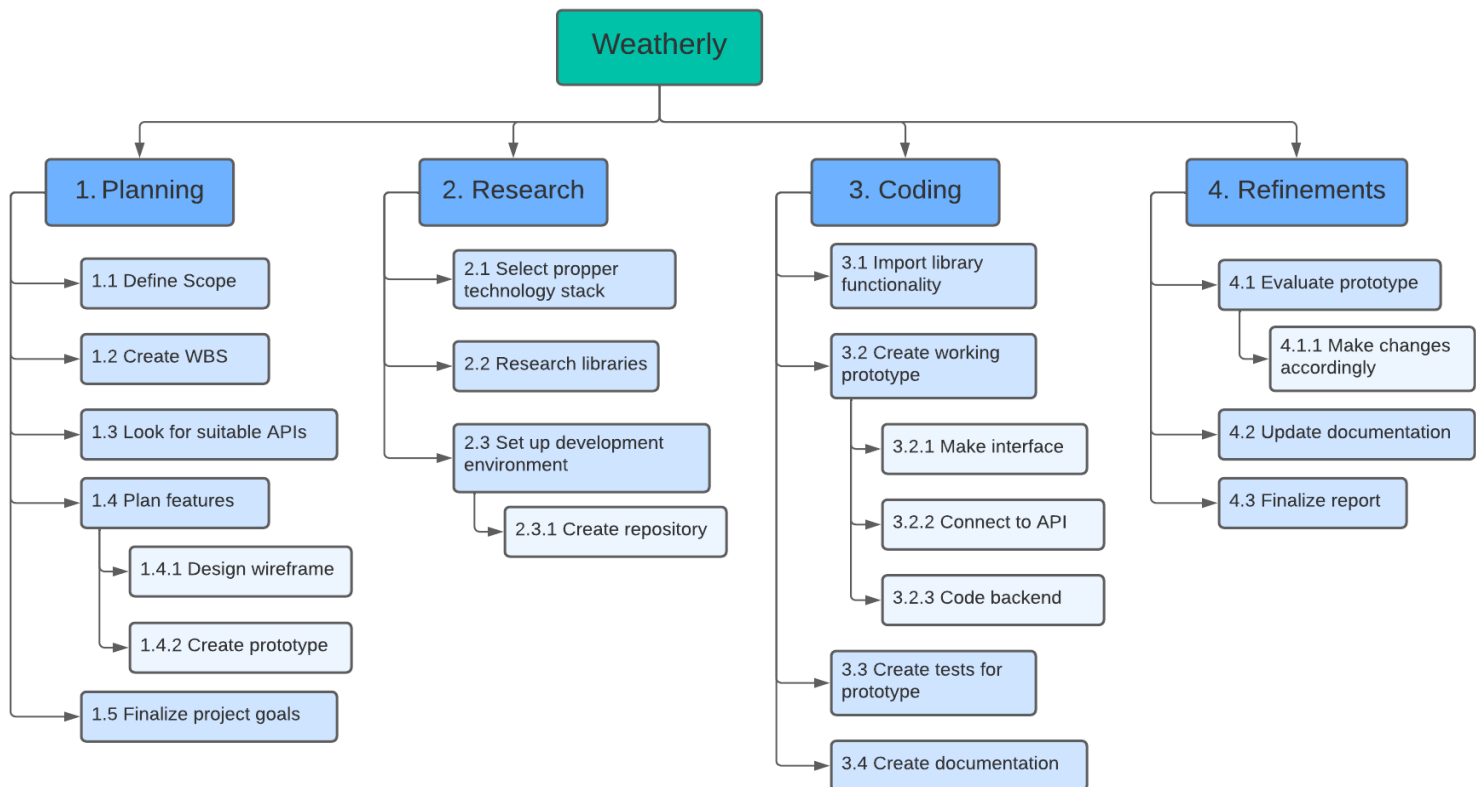 Weatherly
1. Planning
1.1 Define Scope
1.2 Create WBS
1.3 Look for suitable APIs
1.4 Plan features
1.4.1 Design wireframe
1.4.2 Create prototype
1.5 Finalize project goals
2. Research
2.1 Select propper
technology stack
2.2 Research libraries
2.3 Set up development
environment
2.3.1 Create repository
3. Coding
3.1 Import library
functionality
3.2 Create working
prototype
3.2.1 Make interface
3.2.2 Connect to API
3.2.3 Code backend
3.3 Create tests for
prototype
3.4 Create documentation
4. Refinements
4.1 Evaluate prototype
4.1.1 Make changes
accordingly
4.2 Update documentation
4.3 Finalize report